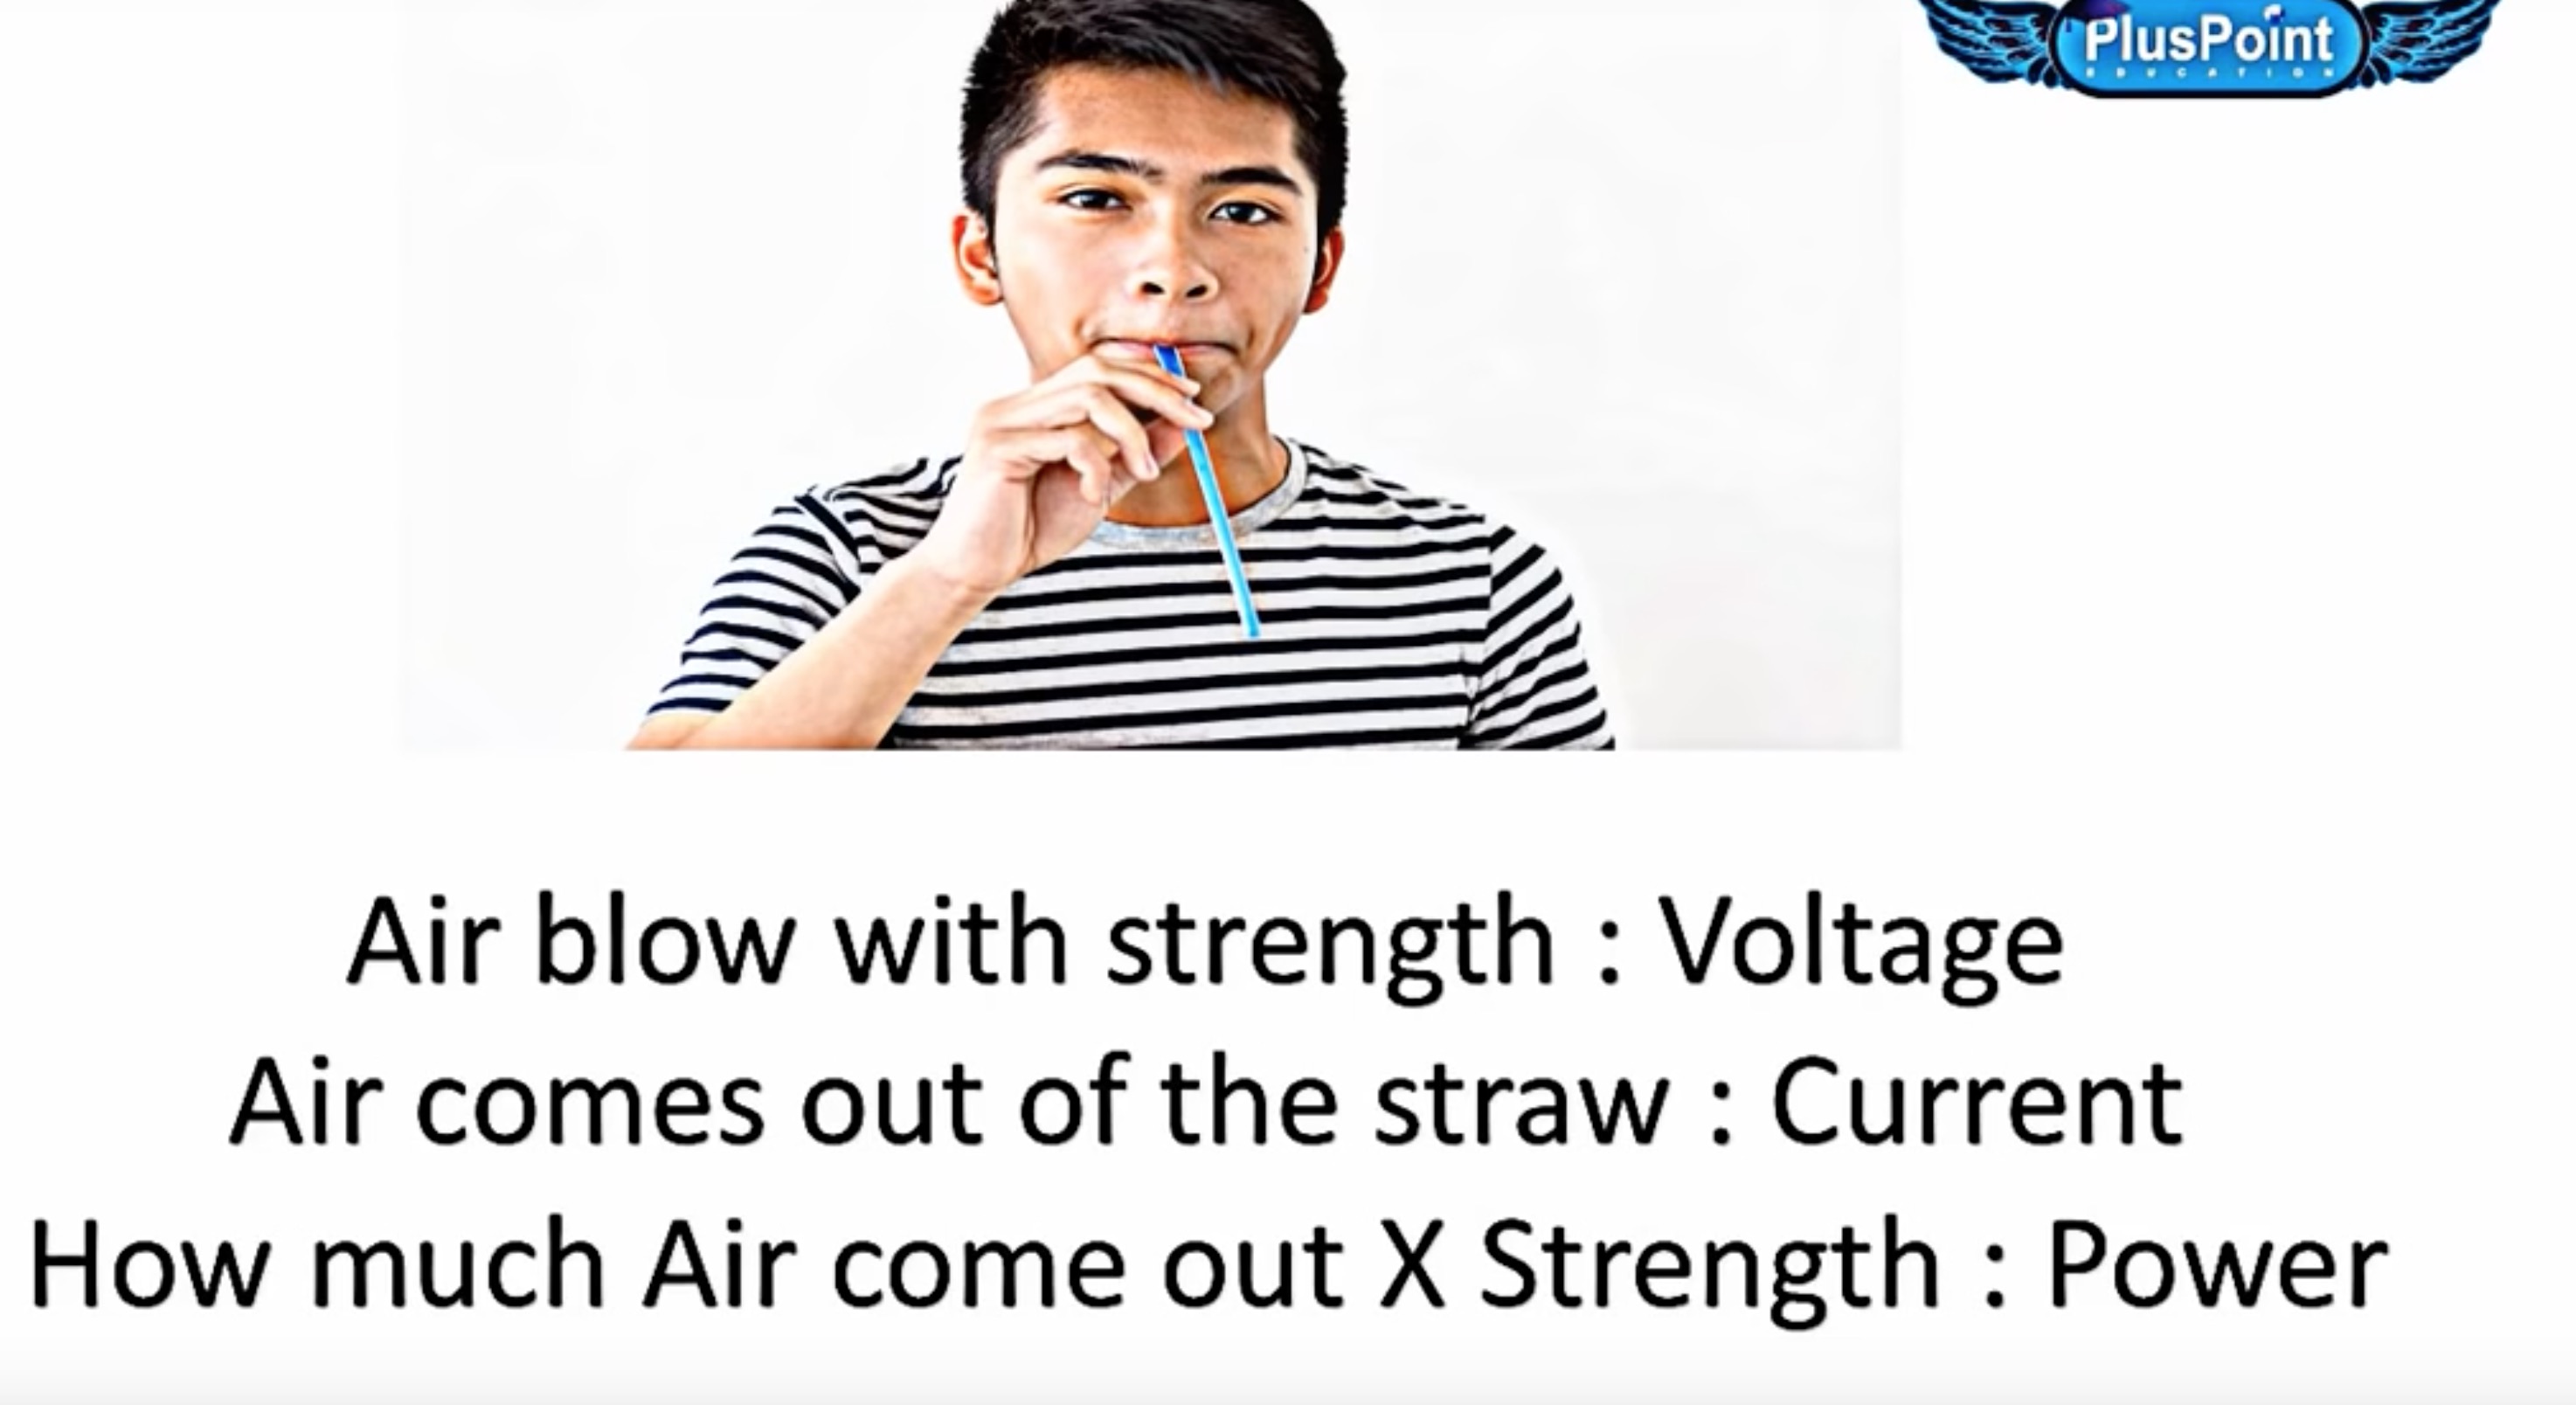 PlusPoint
EDUCATION
Air blow with strength : Voltage
Air comes out of the straw : Current
How much Air come out X Strength : Power